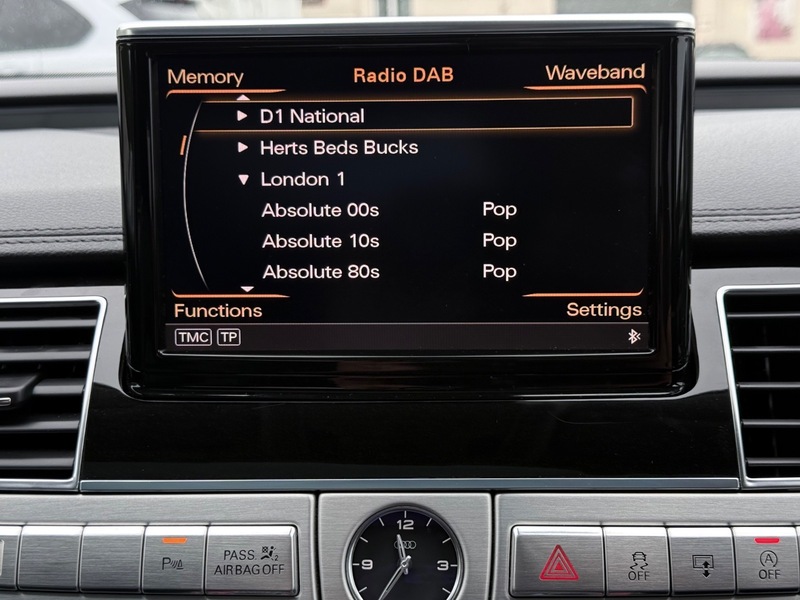 Memory Radio DAB Waveband
D1 National
Herts Beds Bucks
London 1
Absolute 00s Pop
Absolute 10s Pop
Absolute 80s Pop
Functions Settings
TMC TP
12
9 3
P PASS.
AIRBAG OFF
OFF
A
OFF